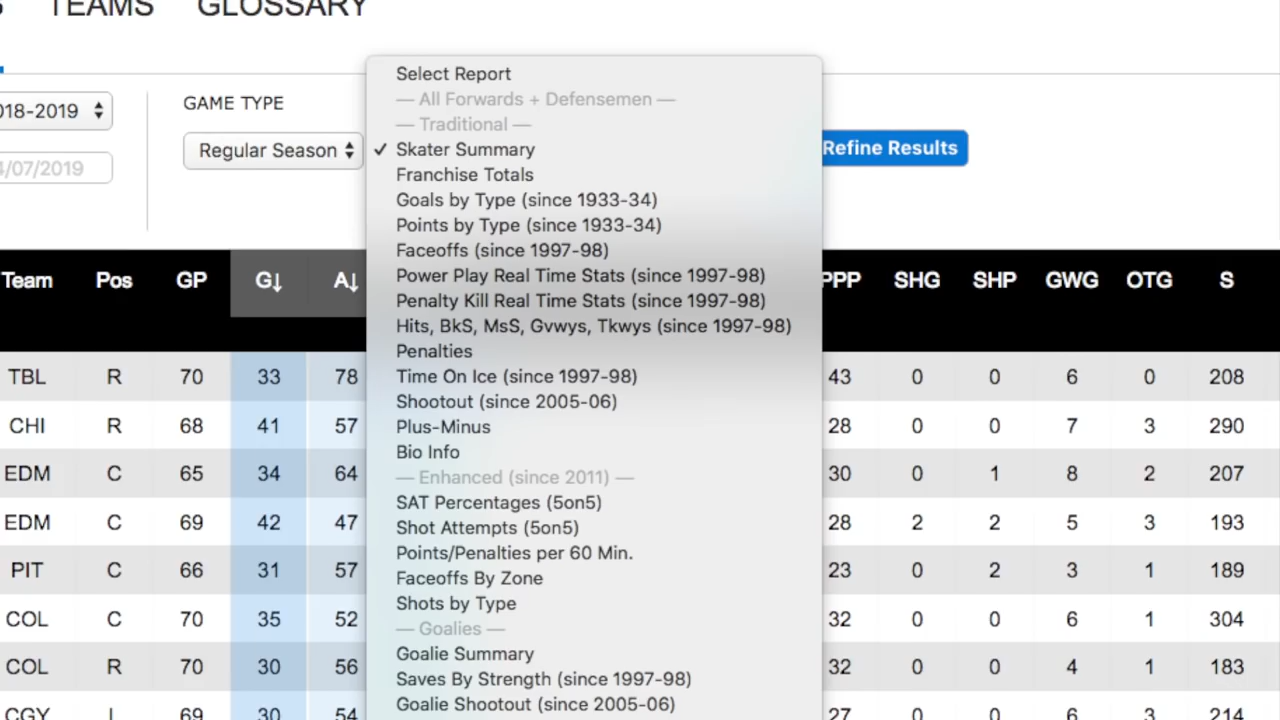 TEAMS GLOSSARY
Select Report
— All Forwards + Defensemen —
— Traditional —
✓ Skater Summary
Franchise Totals
Goals by Type (since 1933-34)
Points by Type (since 1933-34)
Faceoffs (since 1997-98)
Power Play Real Time Stats (since 1997-98)
Penalty Kill Real Time Stats (since 1997-98)
Hits, BkS, MsS, Gvwys, Tkwys (since 1997-98)
Penalties
Time On Ice (since 1997-98)
Shootout (since 2005-06)
Plus-Minus
Bio Info
— Enhanced (since 2011) —
SAT Percentages (5on5)
Shot Attempts (5on5)
Points/Penalties per 60 Min.
Faceoffs By Zone
Shots by Type
— Goalies —
Goalie Summary
Saves By Strength (since 1997-98)
Goalie Shootout (since 2005-06)
018-2019
4/07/2019
GAME TYPE
Regular Season
Refine Results
Team Pos GP G↓ A↓ PPP SHG SHP GWG OTG S
TBL R 70 33 78 43 0 0 6 0 208
CHI R 68 41 57 28 0 0 7 3 290
EDM C 65 34 64 30 0 1 8 2 207
EDM C 69 42 47 28 2 2 5 3 193
PIT C 66 31 57 23 0 2 3 1 189
COL C 70 35 52 32 0 0 6 1 304
COL R 70 30 56 32 0 0 4 1 183
CGY L 69 30 54 27 0 0 6 3 214